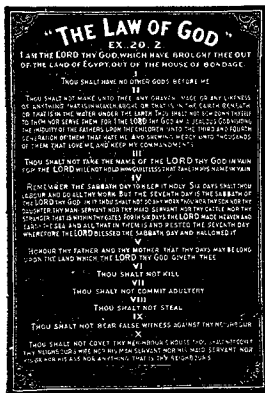 "THE LAW OF GOD"
EX. 20. 2.
I AM THE LORD THY GOD, WHICH HAVE BROUGHT THEE OUT
OF THE LAND OF EGYPT, OUT OF THE HOUSE OF BONDAGE.
I
THOU SHALT HAVE NO OTHER GODS BEFORE ME
II
THOU SHALT NOT MAKE UNTO THEE ANY GRAVEN IMAGE OR ANY LIKENESS
OF ANYTHING THAT IS IN HEAVEN ABOVE OR THAT IS IN THE EARTH BENEATH
OR THAT IS IN THE WATER UNDER THE EARTH: THOU SHALT NOT BOW DOWN THYSELF
TO THEM NOR SERVE THEM FOR I THE LORD THY GOD AM A JEALOUS GOD VISITING
THE INIQUITY OF THE FATHERS UPON THE CHILDREN UNTO THE THIRD AND FOURTH
GENERATION OF THEM THAT HATE ME AND SHEWING MERCY UNTO THOUSANDS
OF THEM THAT LOVE ME AND KEEP MY COMMANDMENTS
III
THOU SHALT NOT TAKE THE NAME OF THE LORD THY GOD IN VAIN
FOR THE LORD WILL NOT HOLD HIM GUILTLESS THAT TAKETH HIS NAME IN VAIN
IV
REMEMBER THE SABBATH DAY TO KEEP IT HOLY SIX DAYS SHALT THOU
LABOUR AND DO ALL THY WORK BUT THE SEVENTH DAY IS THE SABBATH OF
THE LORD THY GOD IN IT THOU SHALT NOT DO ANY WORK THOU NOR THY SON NOR THY
DAUGHTER THY MAN-SERVANT NOR THY MAID SERVANT NOR THY CATTLE NOR THY
STRANGER THAT IS WITHIN THY GATES FOR IN SIX DAYS THE LORD MADE HEAVEN AND
EARTH THE SEA AND ALL THAT IN THEM IS AND RESTED THE SEVENTH DAY
WHEREFORE THE LORD BLESSED THE SABBATH DAY AND HALLOWED IT
V
HONOUR THY FATHER AND THY MOTHER THAT THY DAYS MAY BE LONG
UPON THE LAND WHICH THE LORD THY GOD GIVETH THEE
VI
THOU SHALT NOT KILL
VII
THOU SHALT NOT COMMIT ADULTERY
VIII
THOU SHALT NOT STEAL
IX
THOU SHALT NOT BEAR FALSE WITNESS AGAINST THY NEIGHBOUR
X
THOU SHALT NOT COVET THY NEIGHBOUR'S HOUSE THOU SHALT NOT COVET
THY NEIGHBOUR'S WIFE NOR HIS MAN SERVANT NOR HIS MAID SERVANT NOR
HIS OX NOR HIS ASS NOR ANYTHING THAT IS THY NEIGHBOURS